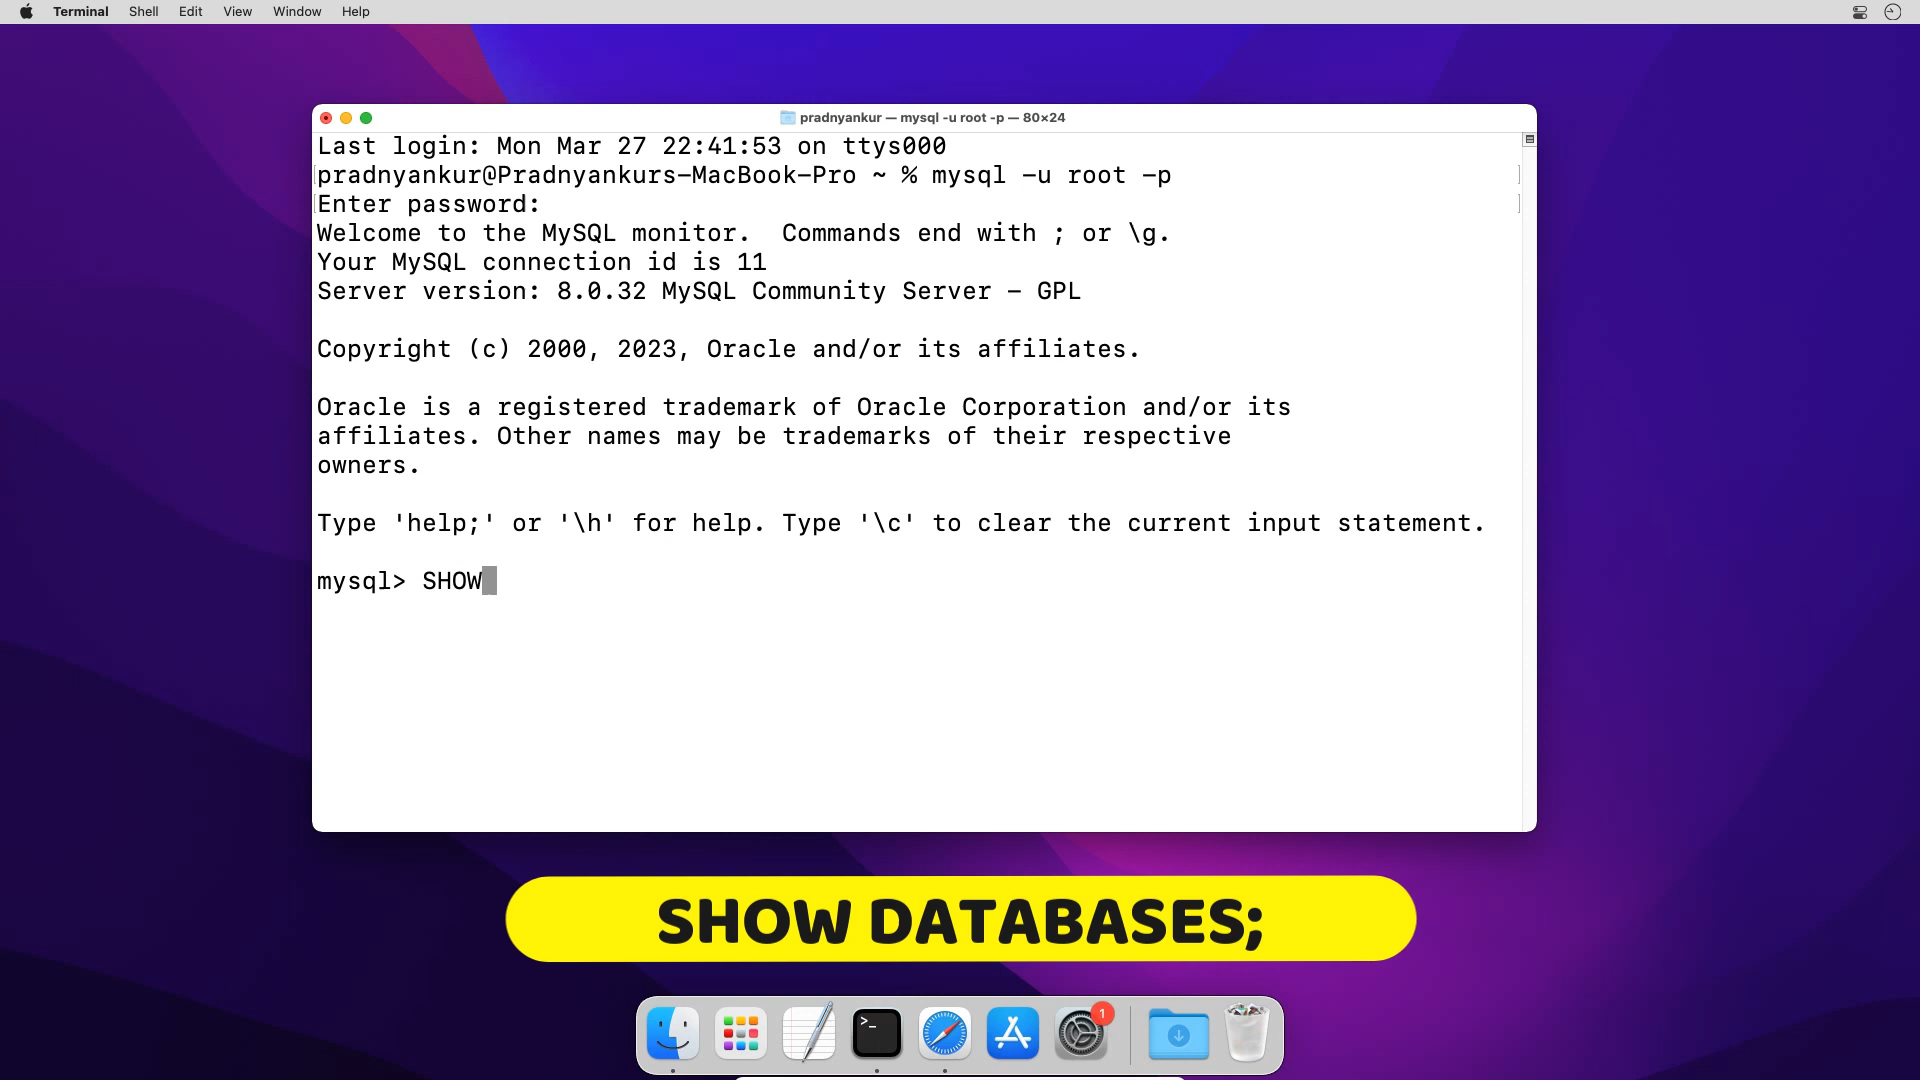 Terminal Shell Edit View Window Help
pradnyankur — mysql -u root -p — 80×24
Last login: Mon Mar 27 22:41:53 on ttys000
pradnyankur@Pradnyankurs-MacBook-Pro ~ % mysql -u root -p
Enter password:
Welcome to the MySQL monitor.  Commands end with ; or \g.
Your MySQL connection id is 11
Server version: 8.0.32 MySQL Community Server - GPL
Copyright (c) 2000, 2023, Oracle and/or its affiliates.
Oracle is a registered trademark of Oracle Corporation and/or its
affiliates. Other names may be trademarks of their respective
owners.
Type 'help;' or '\h' for help. Type '\c' to clear the current input statement.
mysql> SHOW
SHOW DATABASES;
>_
1